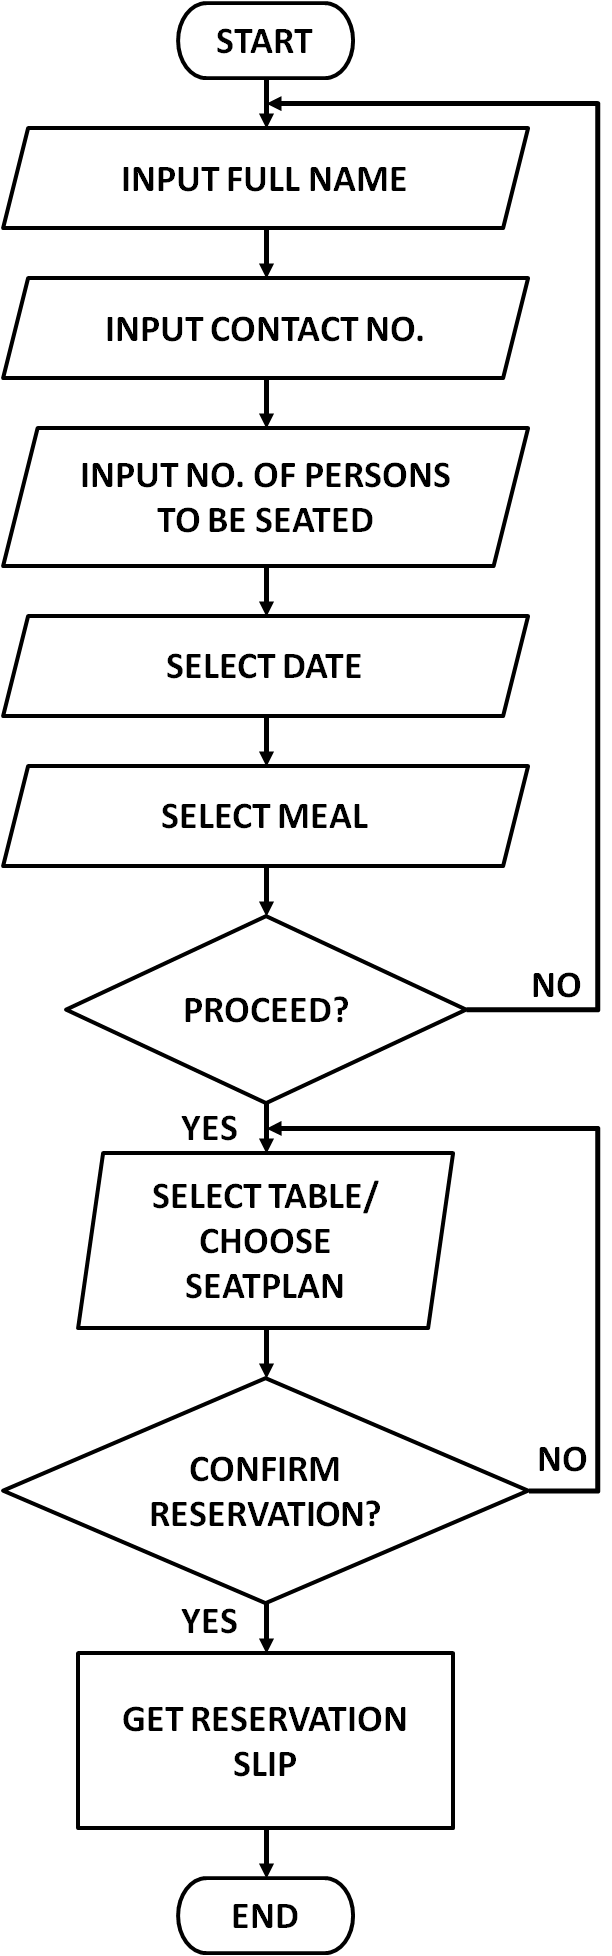 START
INPUT FULL NAME
INPUT CONTACT NO.
INPUT NO. OF PERSONS
TO BE SEATED
SELECT DATE
SELECT MEAL
PROCEED?
NO
YES
SELECT TABLE/
CHOOSE
SEATPLAN
CONFIRM
RESERVATION?
NO
YES
GET RESERVATION
SLIP
END